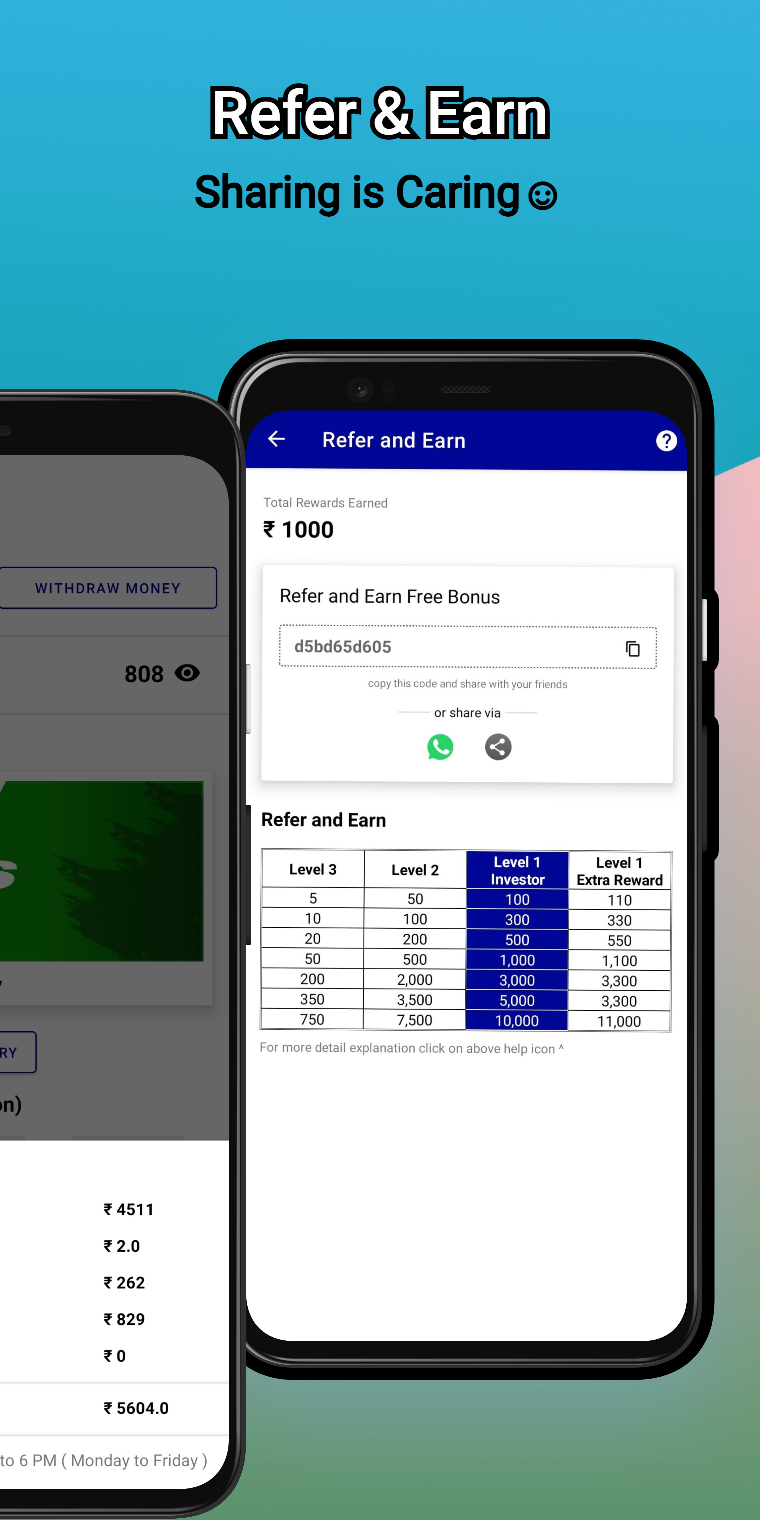 Refer & Earn
Sharing is Caring☺
Refer and Earn
Total Rewards Earned
₹ 1000
Refer and Earn Free Bonus
d5bd65d605
copy this code and share with your friends
or share via
Refer and Earn
Level 3 Level 2 Level 1 Investor Level 1 Extra Reward
5 50 100 110
10 100 300 330
20 200 500 550
50 500 1,000 1,100
200 2,000 3,000 3,300
350 3,500 5,000 3,300
750 7,500 10,000 11,000
For more detail explanation click on above help icon ^
WITHDRAW MONEY
808
RY
on)
₹ 4511
₹ 2.0
₹ 262
₹ 829
₹ 0
₹ 5604.0
to 6 PM ( Monday to Friday )